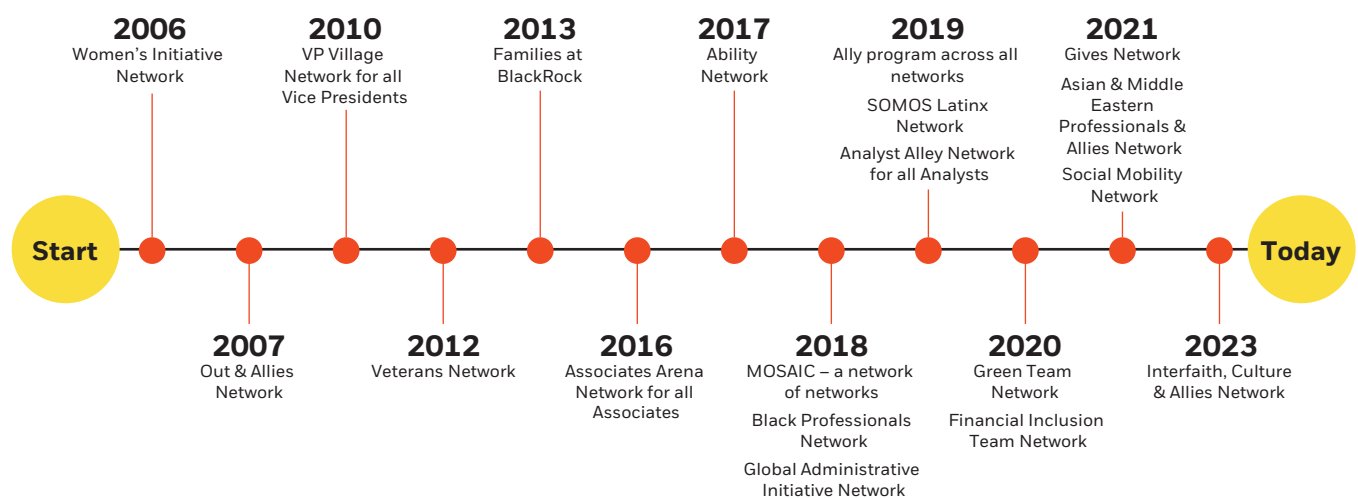 2006
Women's Initiative
Network
2010
VP Village
Network for all
Vice Presidents
2013
Families at
BlackRock
2017
Ability
Network
2019
Ally program across all
networks
SOMOS Latinx
Network
Analyst Alley Network
for all Analysts
2021
Gives Network
Asian & Middle
Eastern
Professionals &
Allies Network
Social Mobility
Network
Start
Today
2007
Out & Allies
Network
2012
Veterans Network
2016
Associates Arena
Network for all
Associates
2018
MOSAIC – a network
of networks
Black Professionals
Network
Global Administrative
Initiative Network
2020
Green Team
Network
Financial Inclusion
Team Network
2023
Interfaith, Culture
& Allies Network